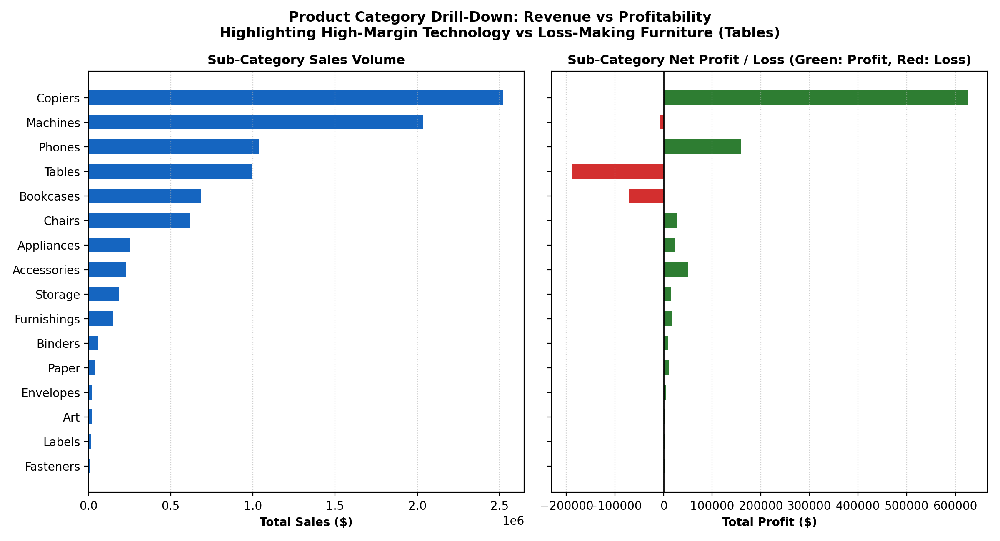 Product Category Drill-Down: Revenue vs Profitability
Highlighting High-Margin Technology vs Loss-Making Furniture (Tables)
Sub-Category Sales Volume
Copiers
Machines
Phones
Tables
Bookcases
Chairs
Appliances
Accessories
Storage
Furnishings
Binders
Paper
Envelopes
Art
Labels
Fasteners
0.0 0.5 1.0 1.5 2.0 2.5
1e6
Total Sales ($)
Sub-Category Net Profit / Loss (Green: Profit, Red: Loss)
−200000 −100000 0 100000 200000 300000 400000 500000 600000
Total Profit ($)